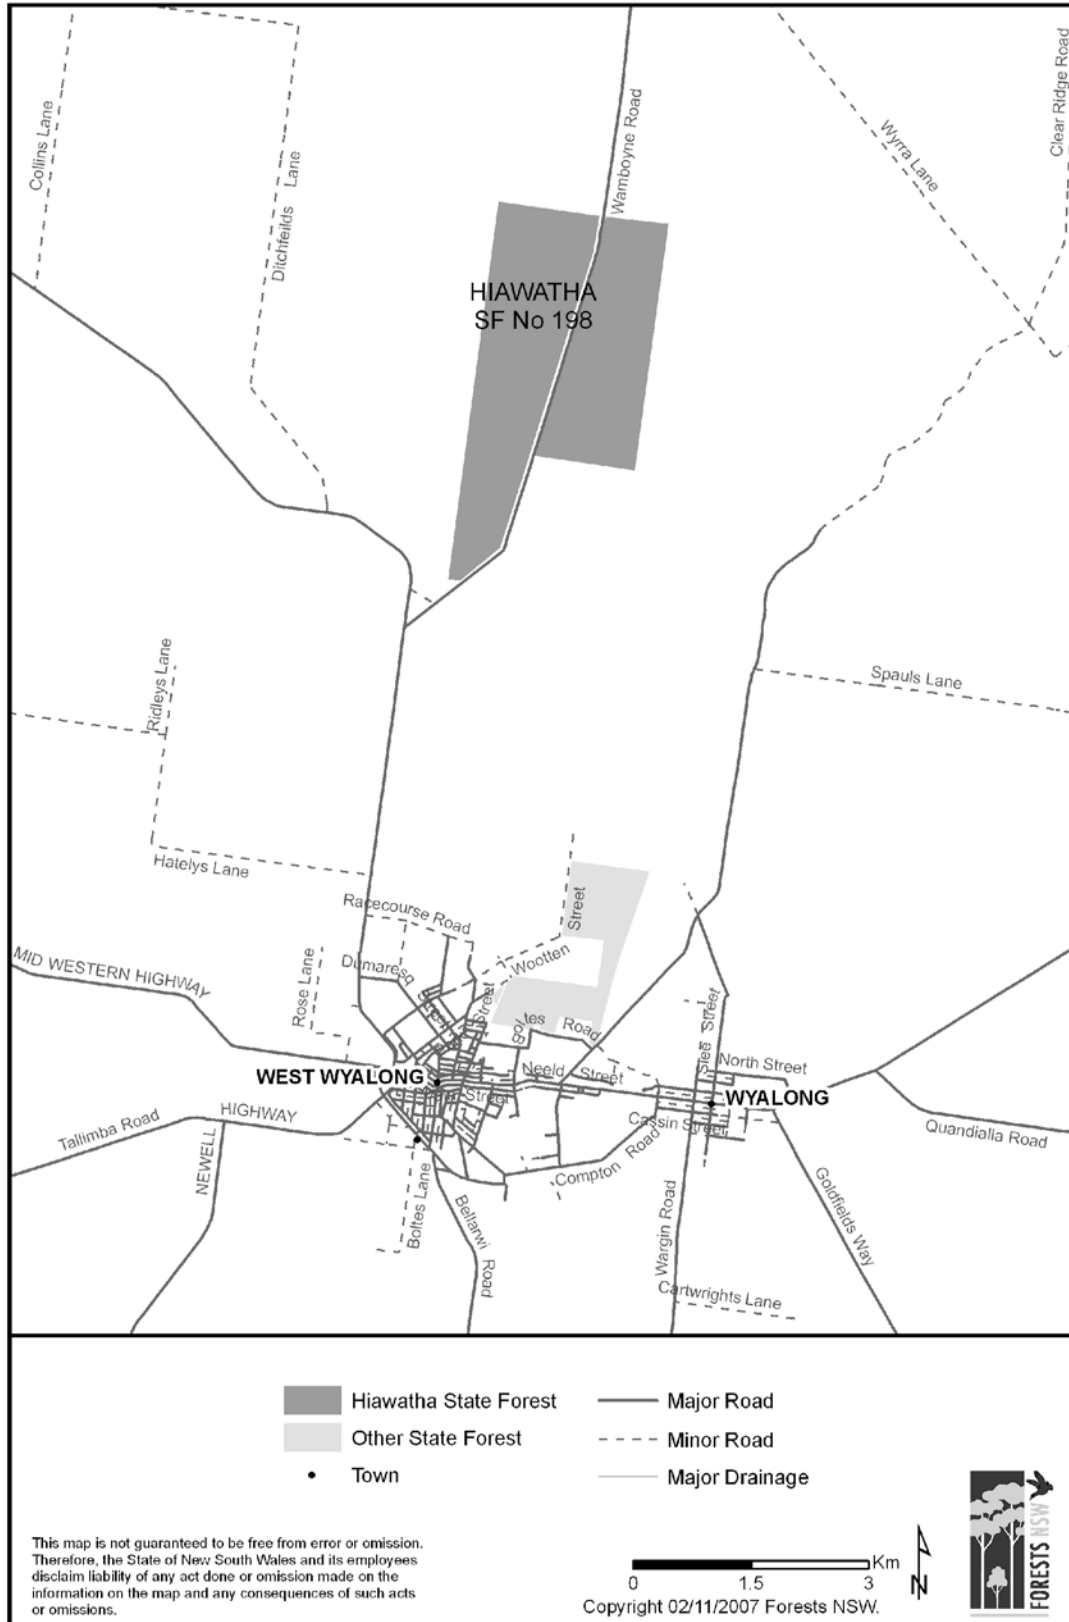 Collins Lane
Ditchfeilds Lane
Wamboyne Road
Wyrra Lane
Clear Ridge Road
HIAWATHA
SF No 198
Ridleys Lane
Spauls Lane
Hatelys Lane
Racecourse Road
Street
Wootten
MID WESTERN HIGHWAY
Rose Lane
Dumaresq Street
Street
Boltes Road
Slee Street
North Street
WEST WYALONG
Neeld Street
Street
WYALONG
Cassin Street
HIGHWAY
Tallimba Road
NEWELL
Quandialla Road
Compton Road
Boltes Lane
Bellarwi Road
Wargin Road
Goldfields Way
Cartwrights Lane
Hiawatha State Forest
Major Road
Other State Forest
Minor Road
Town
Major Drainage
This map is not guaranteed to be free from error or omission.
Therefore, the State of New South Wales and its employees
disclaim liability of any act done or omission made on the
information on the map and any consequences of such acts
or omissions.
Km
0 1.5 3
N
Copyright 02/11/2007 Forests NSW.
FORESTS NSW